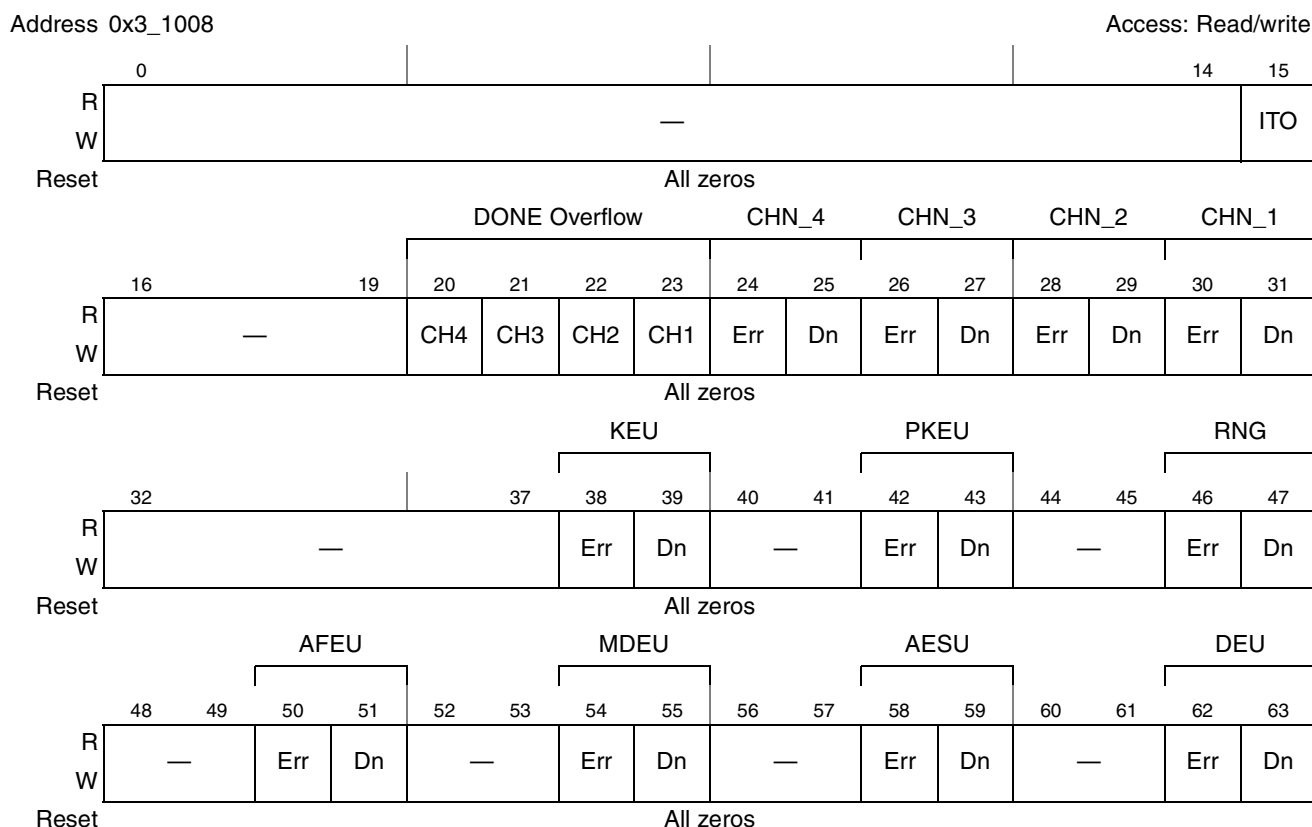 Address 0x3_1008 Access: Read/write
0 14 15
R
— ITO
W
Reset All zeros
DONE Overflow CHN_4 CHN_3 CHN_2 CHN_1
16 19 20 21 22 23 24 25 26 27 28 29 30 31
R
— CH4 CH3 CH2 CH1 Err Dn Err Dn Err Dn Err Dn
W
Reset All zeros
KEU PKEU RNG
32 37 38 39 40 41 42 43 44 45 46 47
R
— Err Dn — Err Dn — Err Dn
W
Reset All zeros
AFEU MDEU AESU DEU
48 49 50 51 52 53 54 55 56 57 58 59 60 61 62 63
R
— Err Dn — Err Dn — Err Dn — Err Dn
W
Reset All zeros